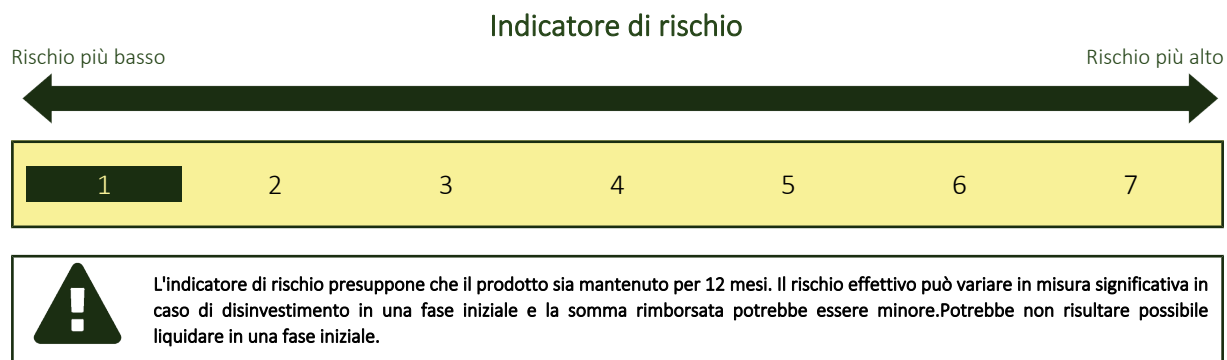 Indicatore di rischio
Rischio più basso
Rischio più alto
1 2 3 4 5 6 7
L'indicatore di rischio presuppone che il prodotto sia mantenuto per 12 mesi. Il rischio effettivo può variare in misura significativa in
caso di disinvestimento in una fase iniziale e la somma rimborsata potrebbe essere minore.Potrebbe non risultare possibile
liquidare in una fase iniziale.